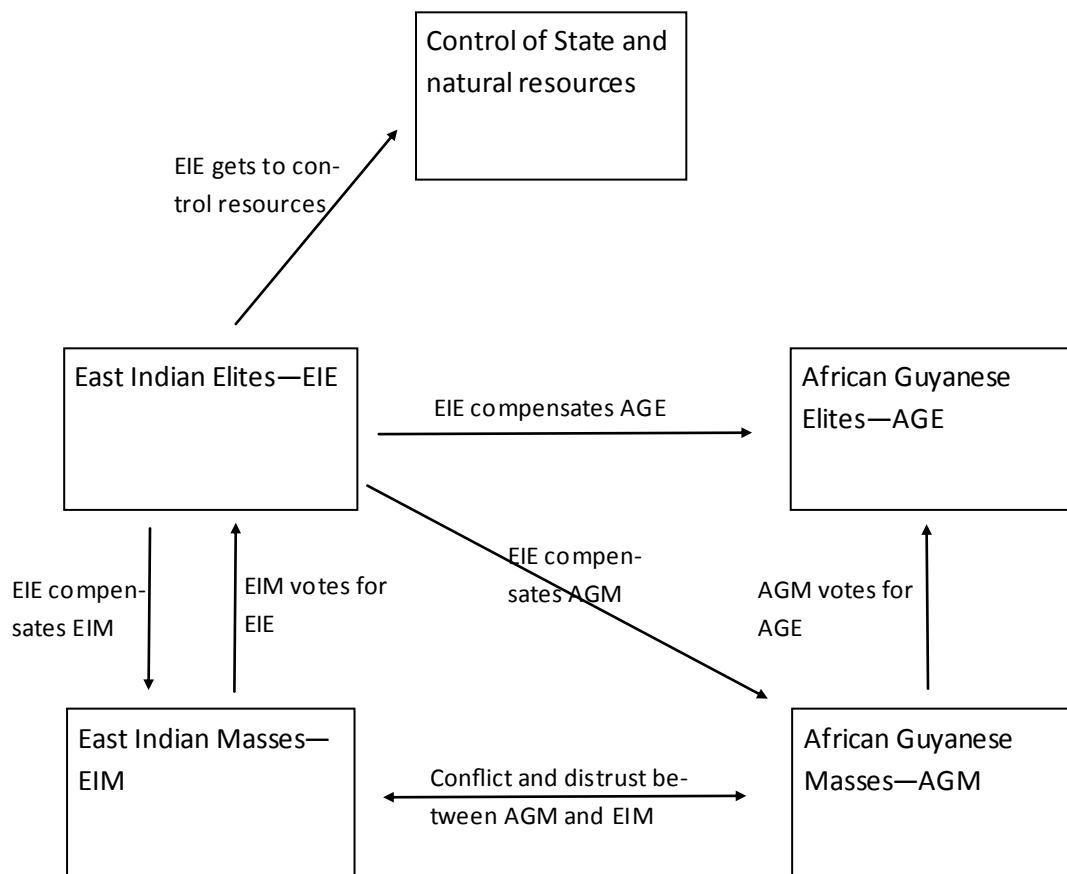 Control of State and
natural resources
EIE gets to con-
trol resources
East Indian Elites—EIE
EIE compensates AGE
African Guyanese
Elites—AGE
EIE compen-
sates EIM
EIM votes for
EIE
EIE compen-
sates AGM
AGM votes for
AGE
East Indian Masses—
EIM
Conflict and distrust be-
tween AGM and EIM
African Guyanese
Masses—AGM